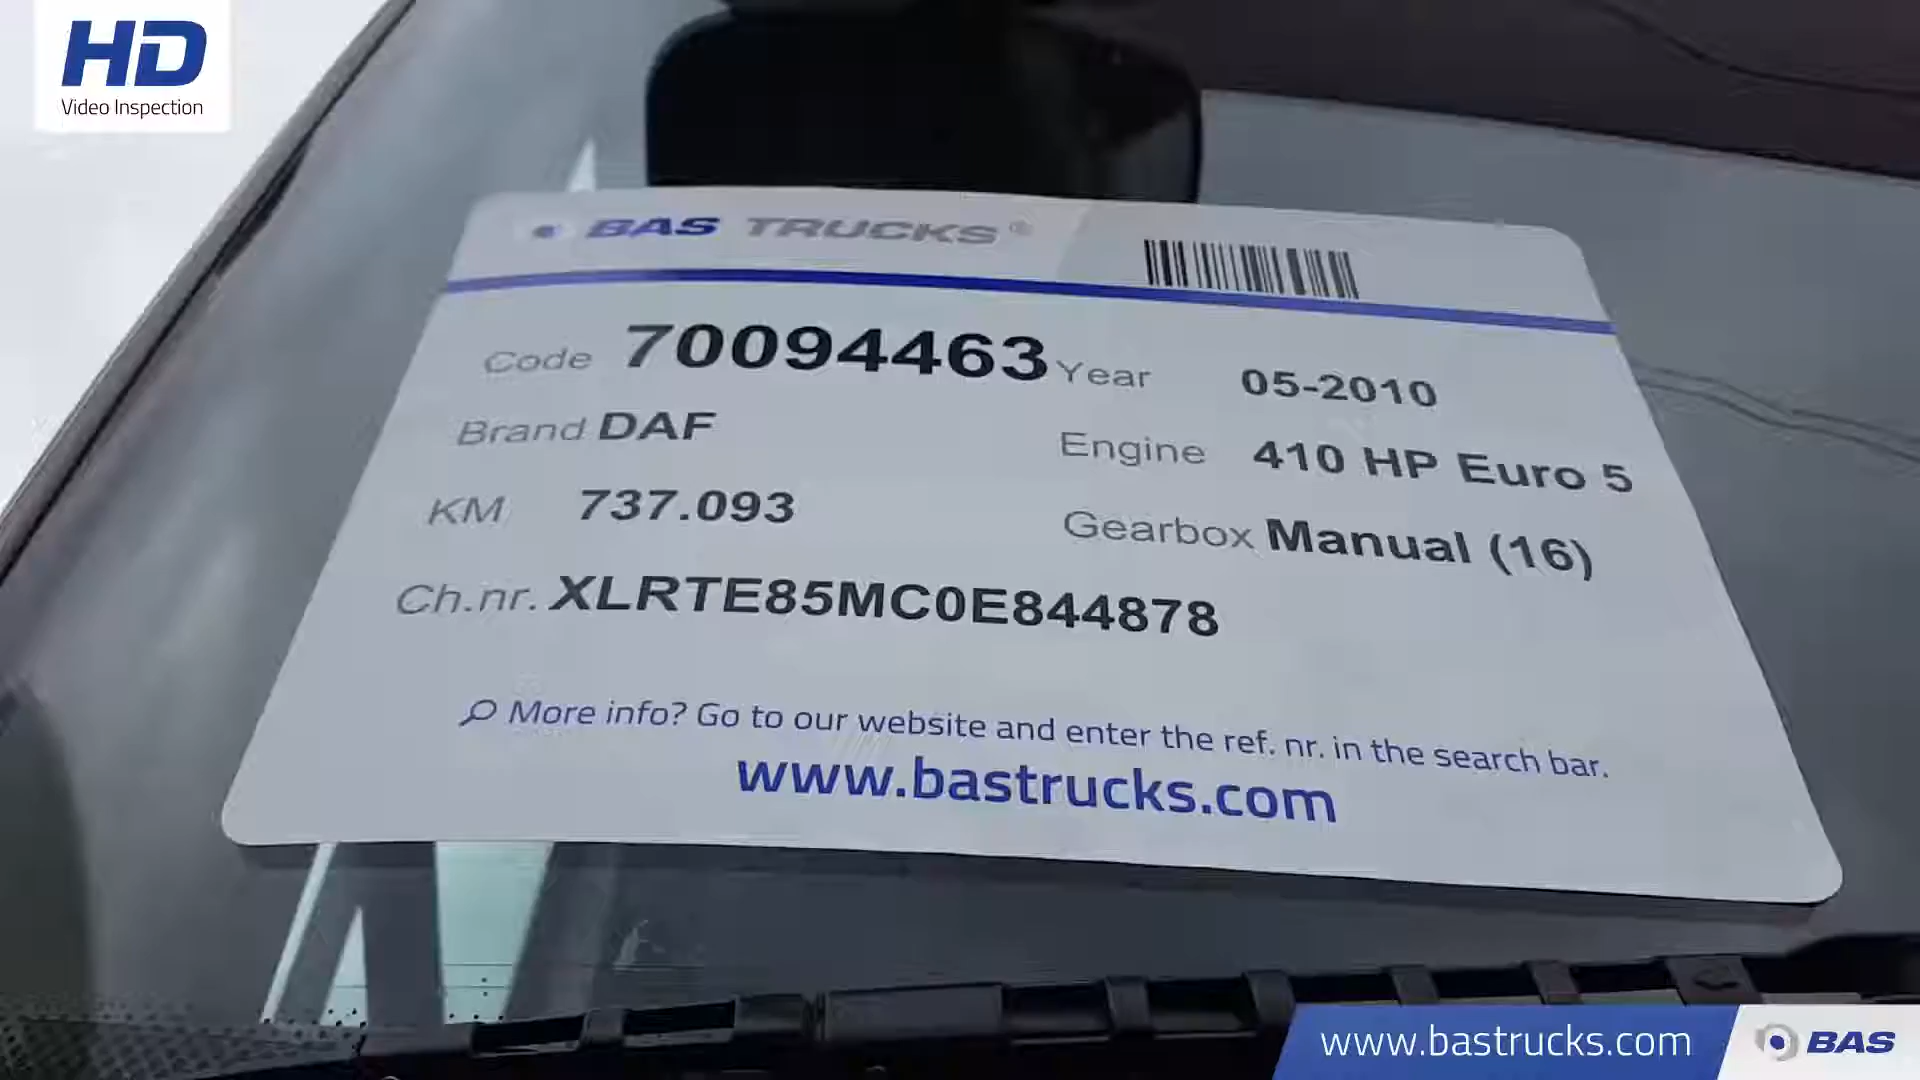 HD
Video Inspection
BAS TRUCKS®
Code 70094463 Year 05-2010
Brand DAF
Engine 410 HP Euro 5
KM 737.093
Gearbox Manual (16)
Ch.nr. XLRTE85MC0E844878
More info? Go to our website and enter the ref. nr. in the search bar.
www.bastrucks.com
www.bastrucks.com BAS